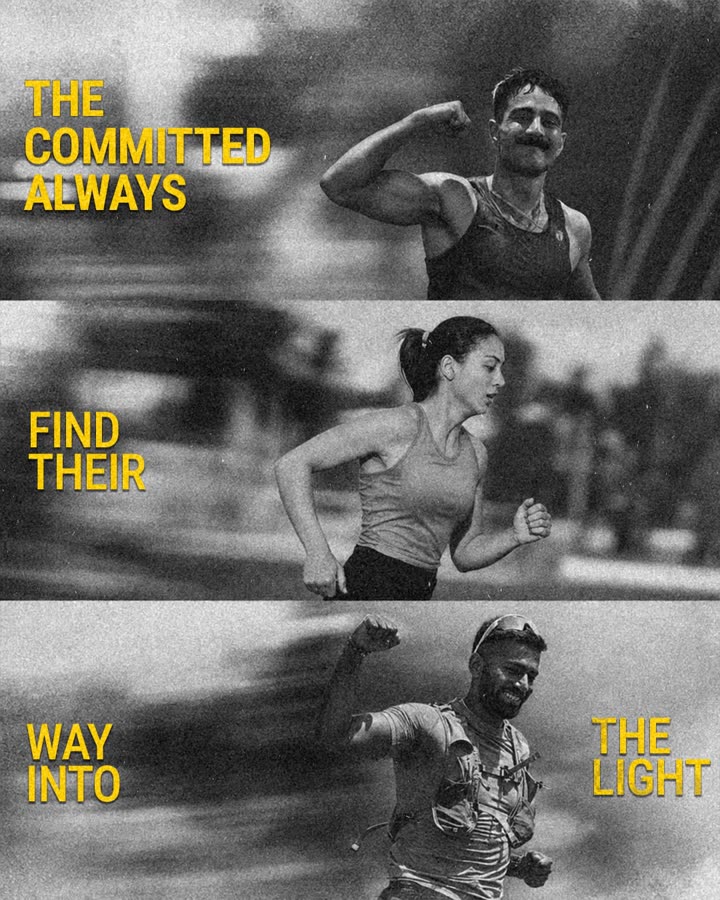 THE
COMMITTED
ALWAYS
FIND
THEIR
WAY
INTO
THE
LIGHT